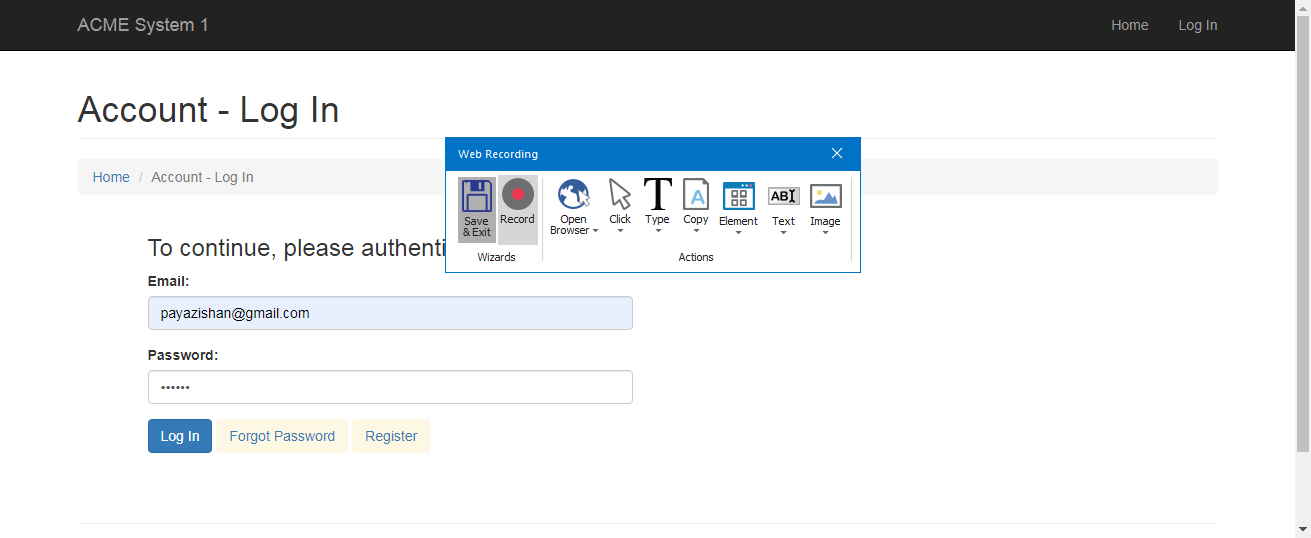 ACME System 1
Home
Log In
Account - Log In
Home / Account - Log In
Web Recording
Save & Exit
Record
Wizards
Open Browser
Click
Type
Copy
Element
Text
Image
Actions
To continue, please authenti
Email:
payazishan@gmail.com
Password:
••••••
Log In
Forgot Password
Register